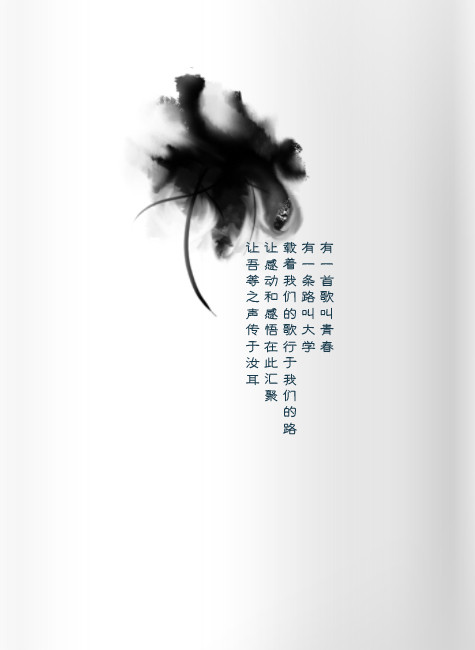 有一首歌叫青春
有一条路叫大学
载着我们的歌行于我们的路
让感动和感悟在此汇聚
让吾等之声传于汝耳